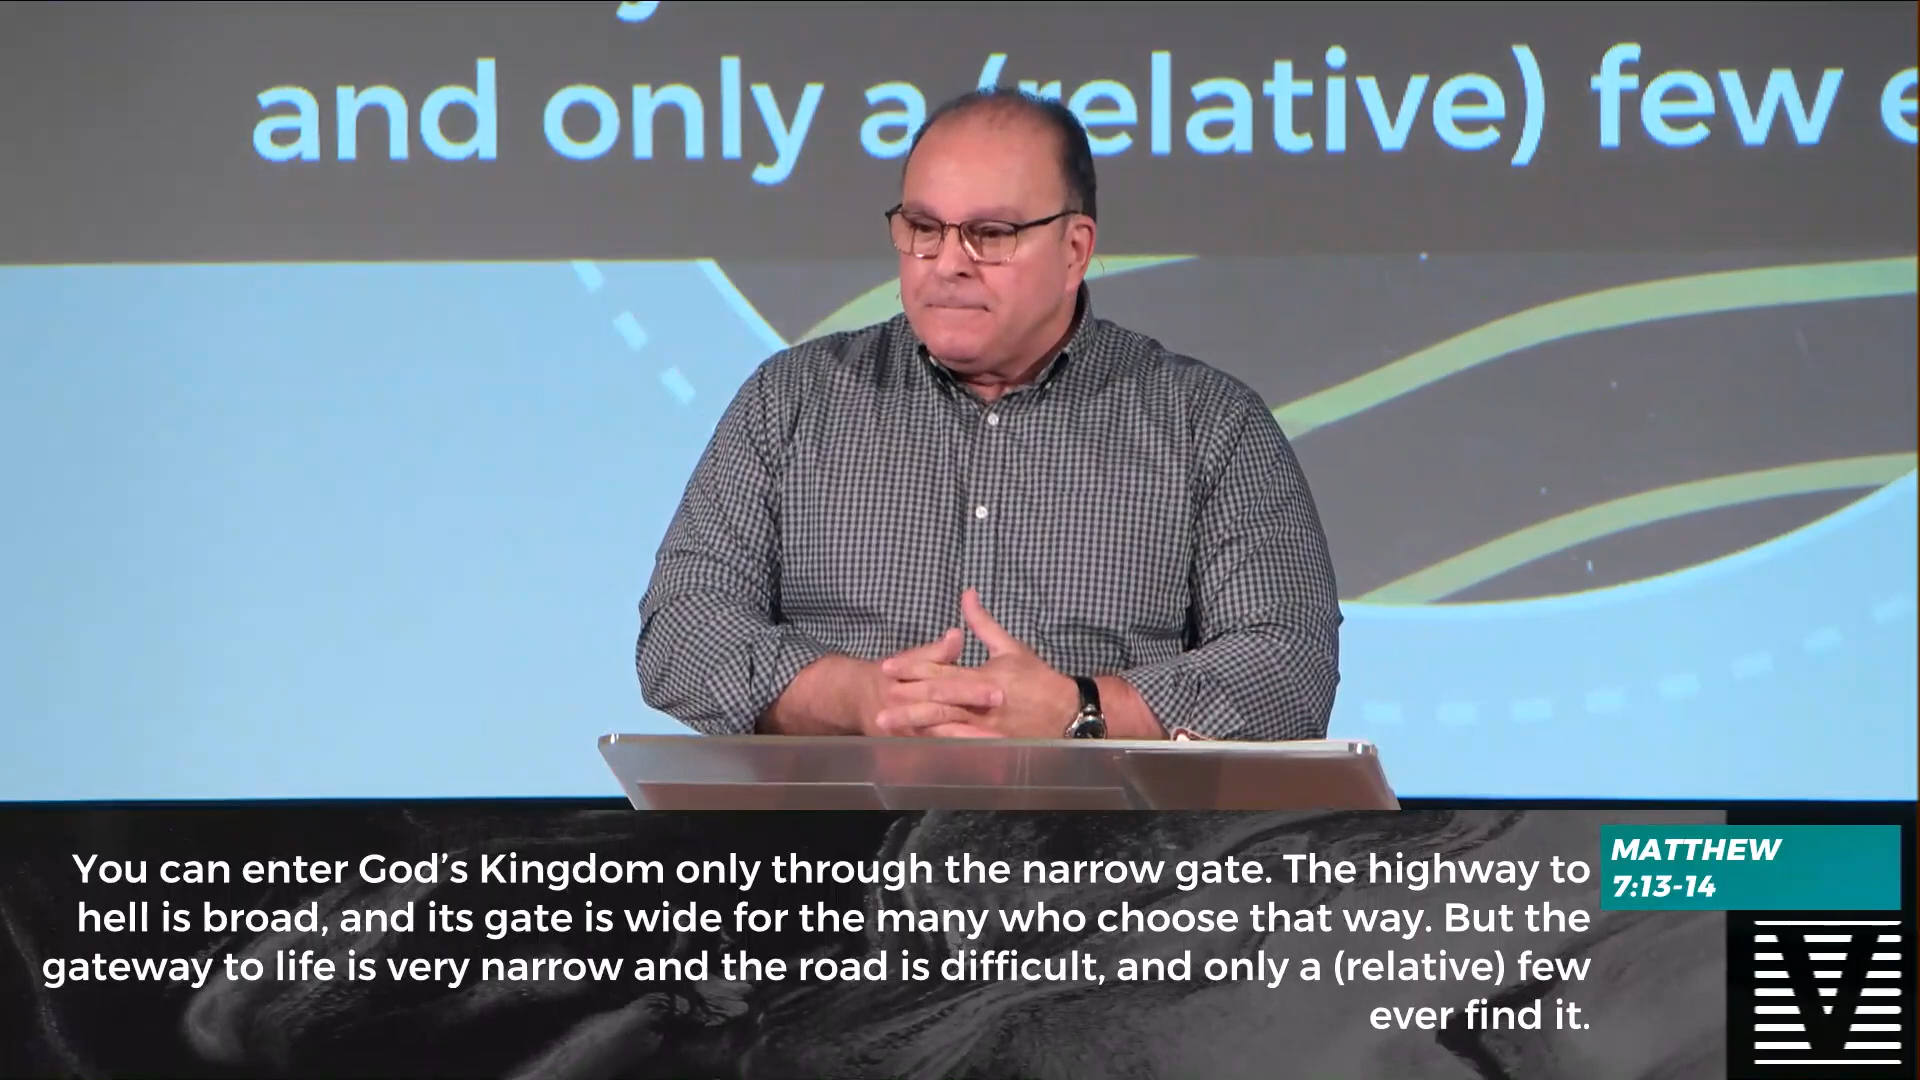 and only a (relative) few e
You can enter God’s Kingdom only through the narrow gate. The highway to
hell is broad, and its gate is wide for the many who choose that way. But the
gateway to life is very narrow and the road is difficult, and only a (relative) few
ever find it.
MATTHEW
7:13-14
V